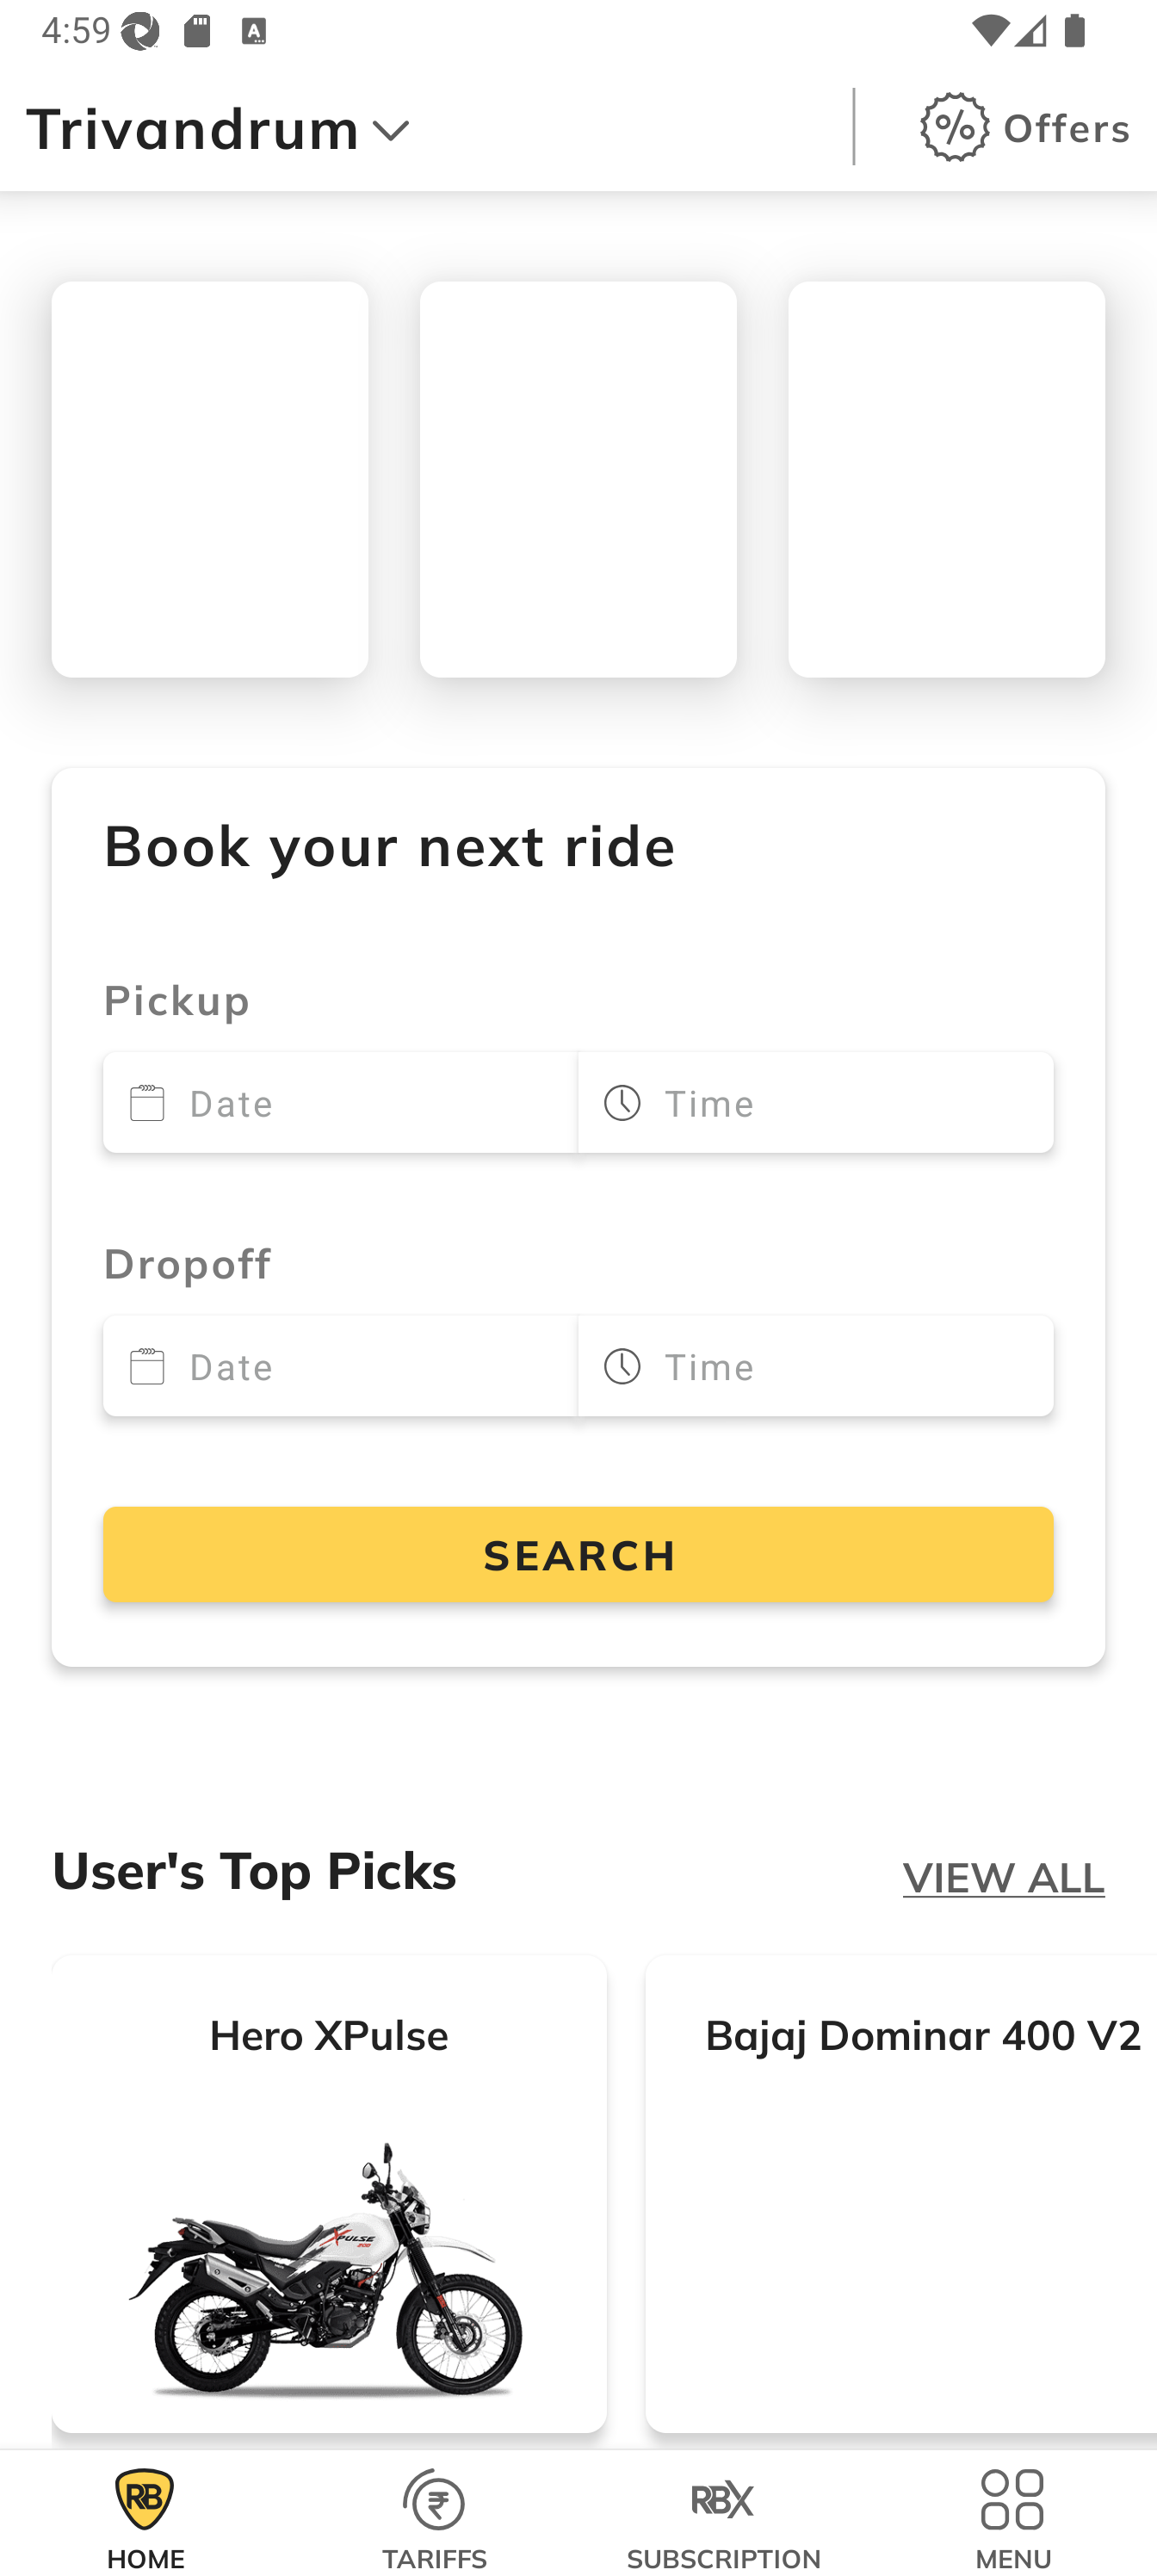 4:59
Trivandrum
Offers
Book your next ride
Pickup
Date
Time
Dropoff
Date
Time
SEARCH
User's Top Picks
VIEW ALL
Hero XPulse
Bajaj Dominar 400 V2
XPULSE
200
RB
RBX
HOME
TARIFFS
SUBSCRIPTION
MENU